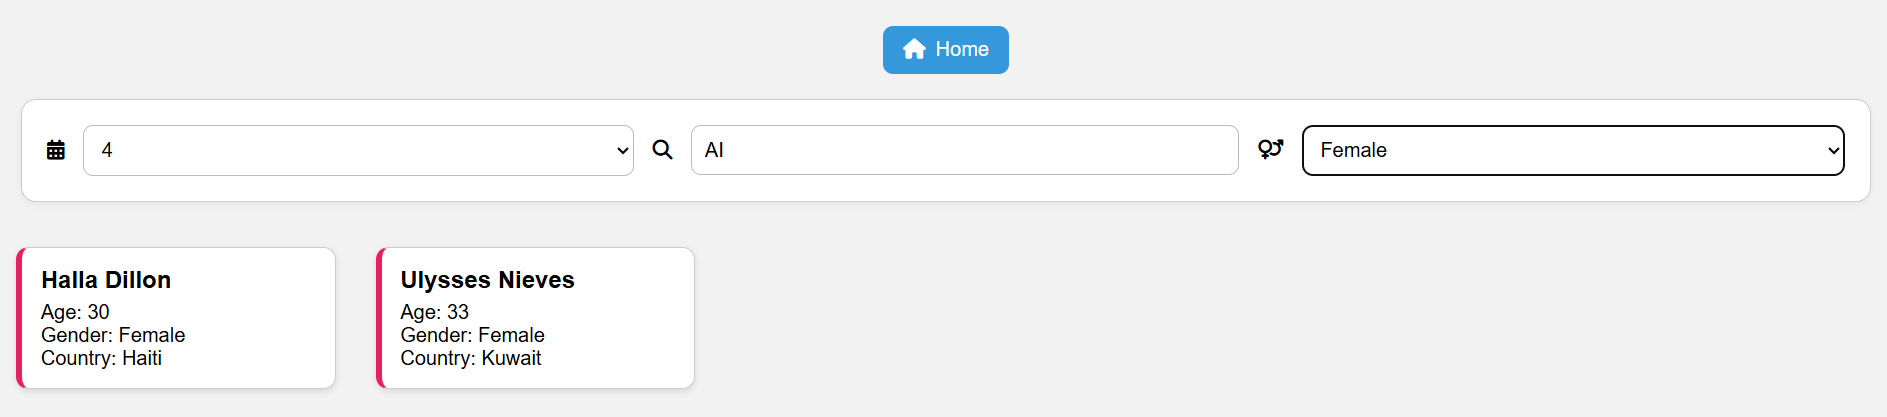 Home
4
AI
Female
Halla Dillon
Age: 30
Gender: Female
Country: Haiti
Ulysses Nieves
Age: 33
Gender: Female
Country: Kuwait